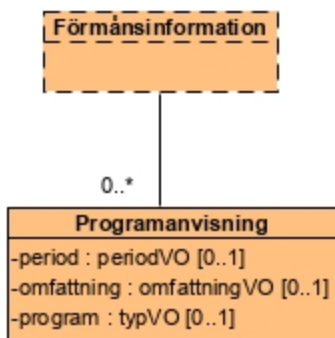 Förmånsinformation
0..*
Programanvisning
-period : periodVO [0..1]
-omfattning : omfattningVO [0..1]
-program : typVO [0..1]